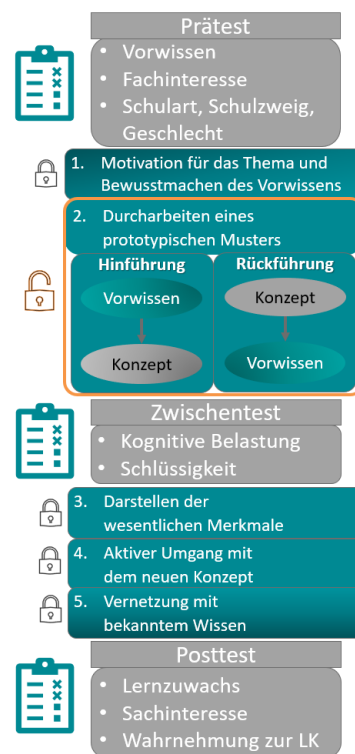 Prätest
• Vorwissen
• Fachinteresse
• Schulart, Schulzweig,
Geschlecht
1. Motivation für das Thema und
Bewusstmachen des Vorwissens
2. Durcharbeiten eines
prototypischen Musters
Hinführung
Vorwissen
Konzept
Rückführung
Konzept
Vorwissen
Zwischentest
• Kognitive Belastung
• Schlüssigkeit
3. Darstellen der
wesentlichen Merkmale
4. Aktiver Umgang mit
dem neuen Konzept
5. Vernetzung mit
bekanntem Wissen
Posttest
• Lernzuwachs
• Sachinteresse
• Wahrnehmung zur LK